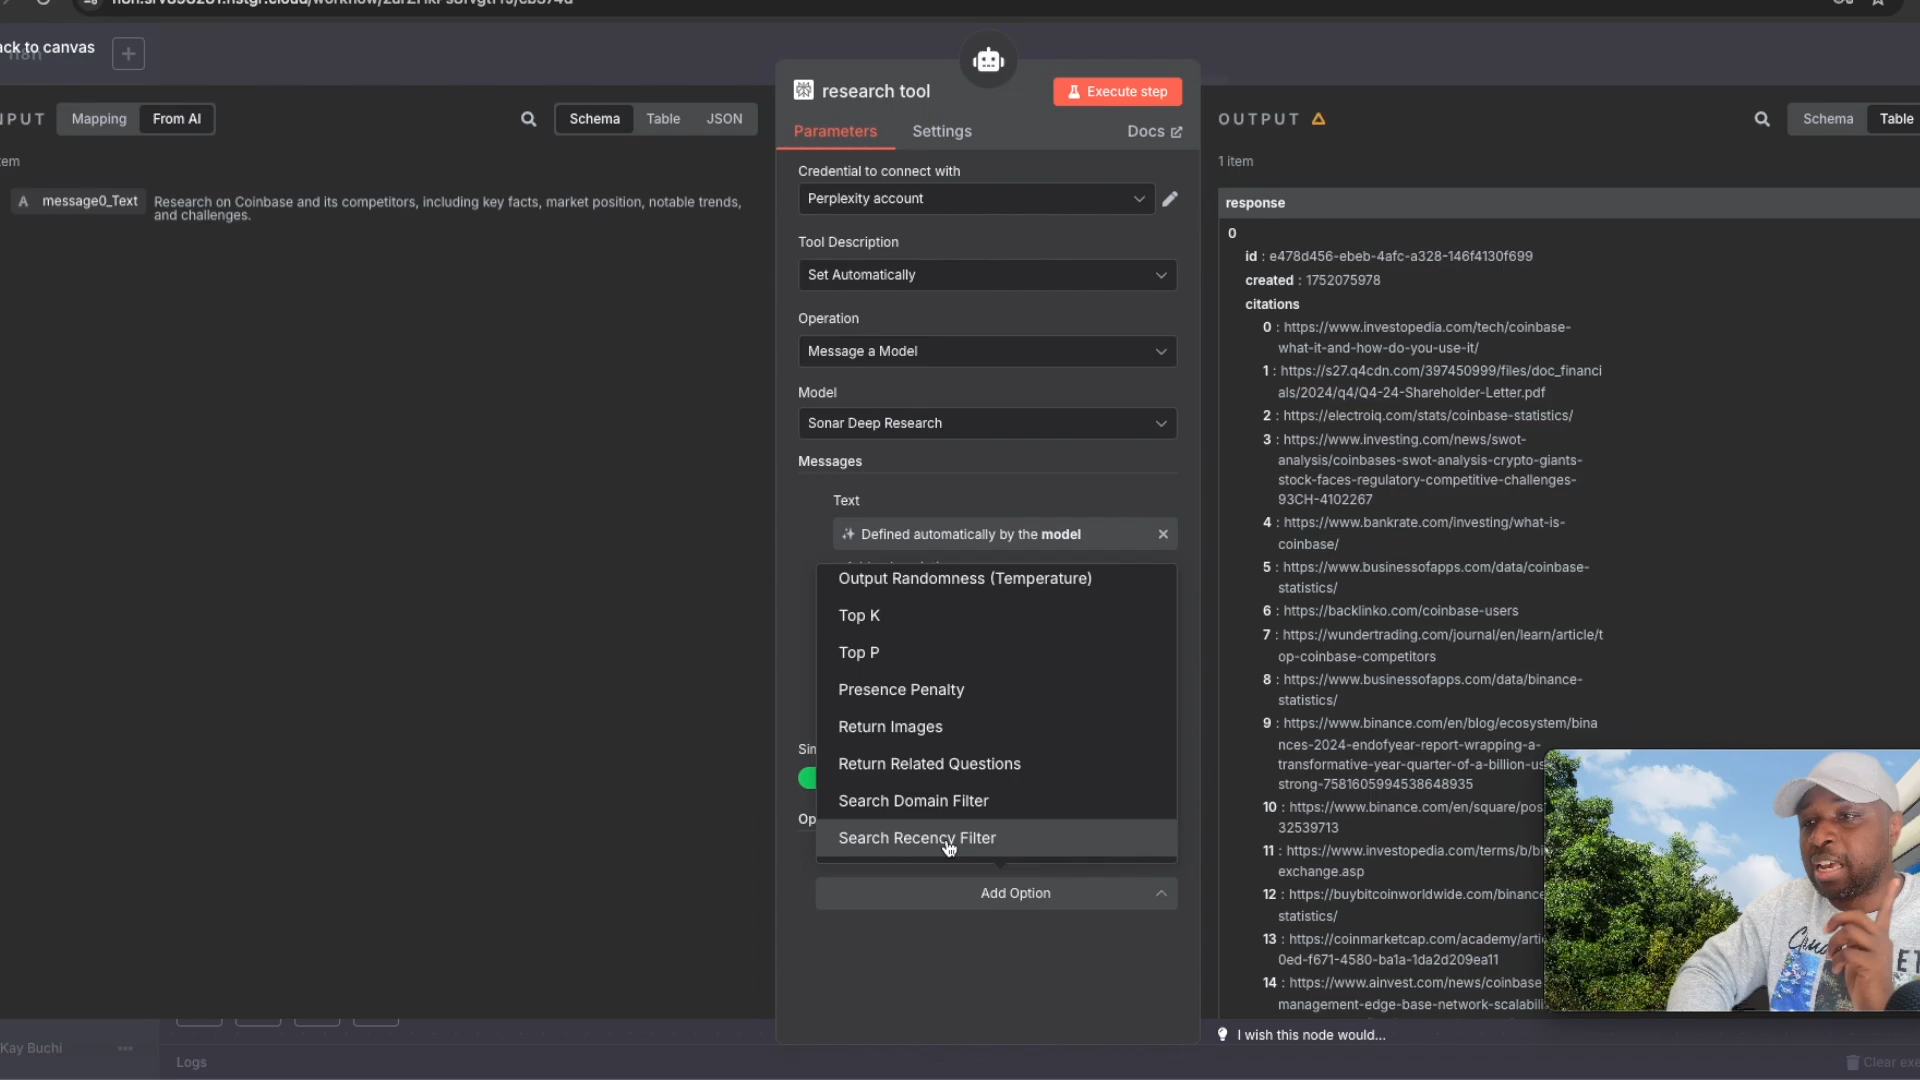 ack to canvas
n8n
research tool
Execute step
NPUT
Mapping
From AI
Schema
Table
JSON
Parameters
Settings
Docs
OUTPUT
Schema
Table
tem
1 item
A message0_Text
Research on Coinbase and its competitors, including key facts, market position, notable trends,
and challenges.
Credential to connect with
Perplexity account
Tool Description
Set Automatically
Operation
Message a Model
Model
Sonar Deep Research
Messages
Text
Defined automatically by the model
Output Randomness (Temperature)
Top K
Top P
Presence Penalty
Return Images
Return Related Questions
Search Domain Filter
Search Recency Filter
Sim
Op
Add Option
response
0
id : e478d456-ebeb-4afc-a328-146f4130f699
created : 1752075978
citations
0 : https://www.investopedia.com/tech/coinbase-
what-it-and-how-do-you-use-it/
1 : https://s27.q4cdn.com/397450999/files/doc_financi
als/2024/q4/Q4-24-Shareholder-Letter.pdf
2 : https://electroiq.com/stats/coinbase-statistics/
3 : https://www.investing.com/news/swot-
analysis/coinbases-swot-analysis-crypto-giants-
stock-faces-regulatory-competitive-challenges-
93CH-4102267
4 : https://www.bankrate.com/investing/what-is-
coinbase/
5 : https://www.businessofapps.com/data/coinbase-
statistics/
6 : https://backlinko.com/coinbase-users
7 : https://wundertrading.com/journal/en/learn/article/t
op-coinbase-competitors
8 : https://www.businessofapps.com/data/binance-
statistics/
9 : https://www.binance.com/en/blog/ecosystem/bina
nces-2024-endofyear-report-wrapping-a-
transformative-year-quarter-of-a-billion-us
strong-7581605994538648935
10 : https://www.binance.com/en/square/pos
32539713
11 : https://www.investopedia.com/terms/b/bi
exchange.asp
12 : https://buybitcoinworldwide.com/binance
statistics/
13 : https://coinmarketcap.com/academy/arti
0ed-f671-4580-ba1a-1da2d209ea11
14 : https://www.ainvest.com/news/coinbase
management-edge-base-network-scalabili
I wish this node would...
Kay Buchi
Logs
Clear exe